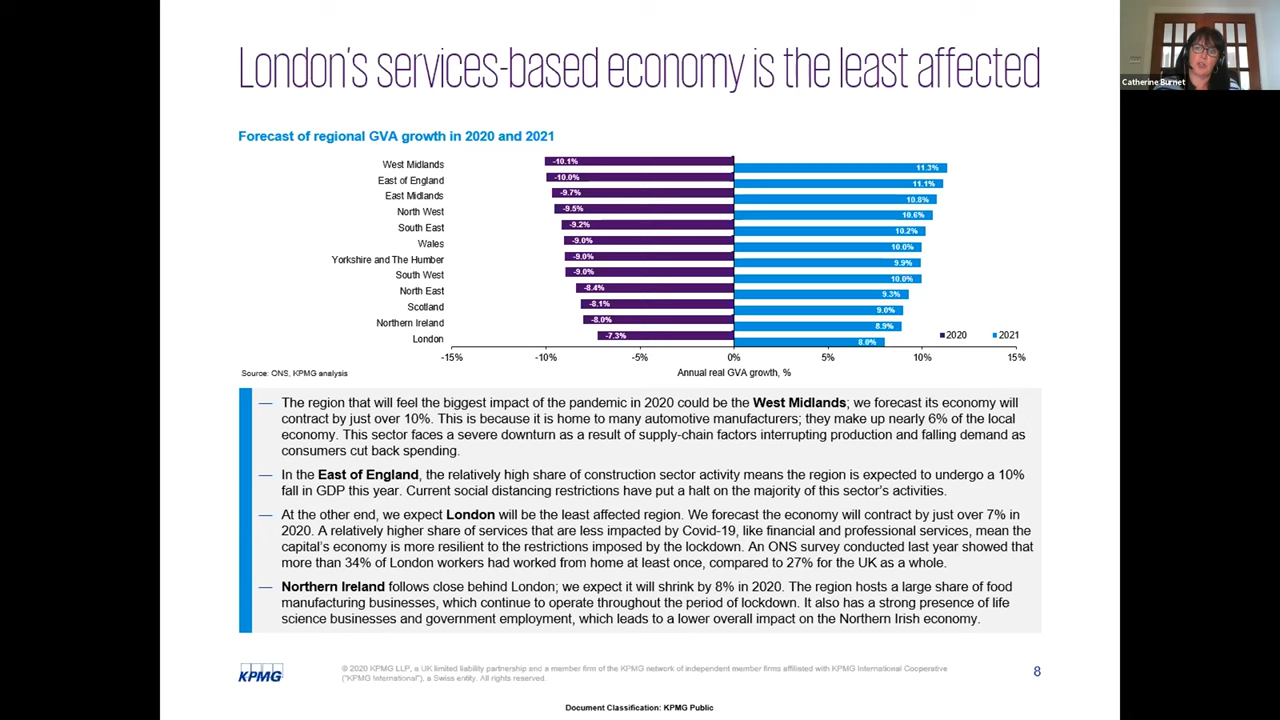 London's services-based economy is the least affected
Catherine Burnet
Forecast of regional GVA growth in 2020 and 2021
West Midlands -10.1% 11.3%
East of England -10.0% 11.1%
East Midlands -9.7% 10.8%
North West -9.5% 10.6%
South East -9.2% 10.2%
Wales -9.0% 10.0%
Yorkshire and The Humber -9.0% 9.9%
South West -9.0% 10.0%
North East -8.4% 9.3%
Scotland -8.1% 9.0%
Northern Ireland -8.0% 8.9%
London -7.3% 8.0%
2020 2021
-15% -10% -5% 0% 5% 10% 15%
Source: ONS, KPMG analysis
Annual real GVA growth, %
— The region that will feel the biggest impact of the pandemic in 2020 could be the West Midlands; we forecast its economy will
contract by just over 10%. This is because it is home to many automotive manufacturers; they make up nearly 6% of the local
economy. This sector faces a severe downturn as a result of supply-chain factors interrupting production and falling demand as
consumers cut back spending.
— In the East of England, the relatively high share of construction sector activity means the region is expected to undergo a 10%
fall in GDP this year. Current social distancing restrictions have put a halt on the majority of this sector's activities.
— At the other end, we expect London will be the least affected region. We forecast the economy will contract by just over 7% in
2020. A relatively higher share of services that are less impacted by Covid-19, like financial and professional services, mean the
capital's economy is more resilient to the restrictions imposed by the lockdown. An ONS survey conducted last year showed that
more than 34% of London workers had worked from home at least once, compared to 27% for the UK as a whole.
— Northern Ireland follows close behind London; we expect it will shrink by 8% in 2020. The region hosts a large share of food
manufacturing businesses, which continue to operate throughout the period of lockdown. It also has a strong presence of life
science businesses and government employment, which leads to a lower overall impact on the Northern Irish economy.
KPMG
© 2020 KPMG LLP, a UK limited liability partnership and a member firm of the KPMG network of independent member firms affiliated with KPMG International Cooperative
("KPMG International"), a Swiss entity. All rights reserved.
8
Document Classification: KPMG Public